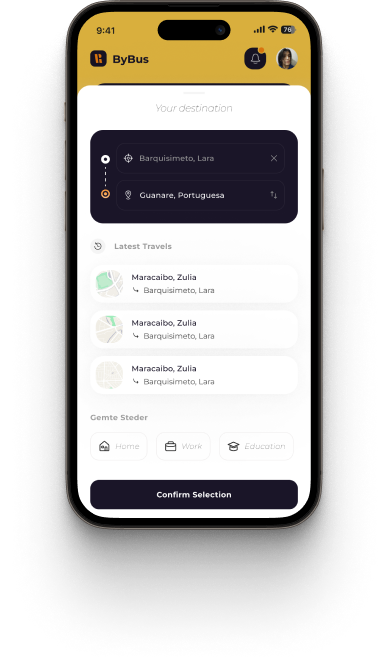 9:41
76
ByBus
Your destination
Barquisimeto, Lara
Guanare, Portuguesa
Latest Travels
Maracaibo, Zulia
Barquisimeto, Lara
Maracaibo, Zulia
Barquisimeto, Lara
Maracaibo, Zulia
Barquisimeto, Lara
Gemte Steder
Home
Work
Education
Confirm Selection